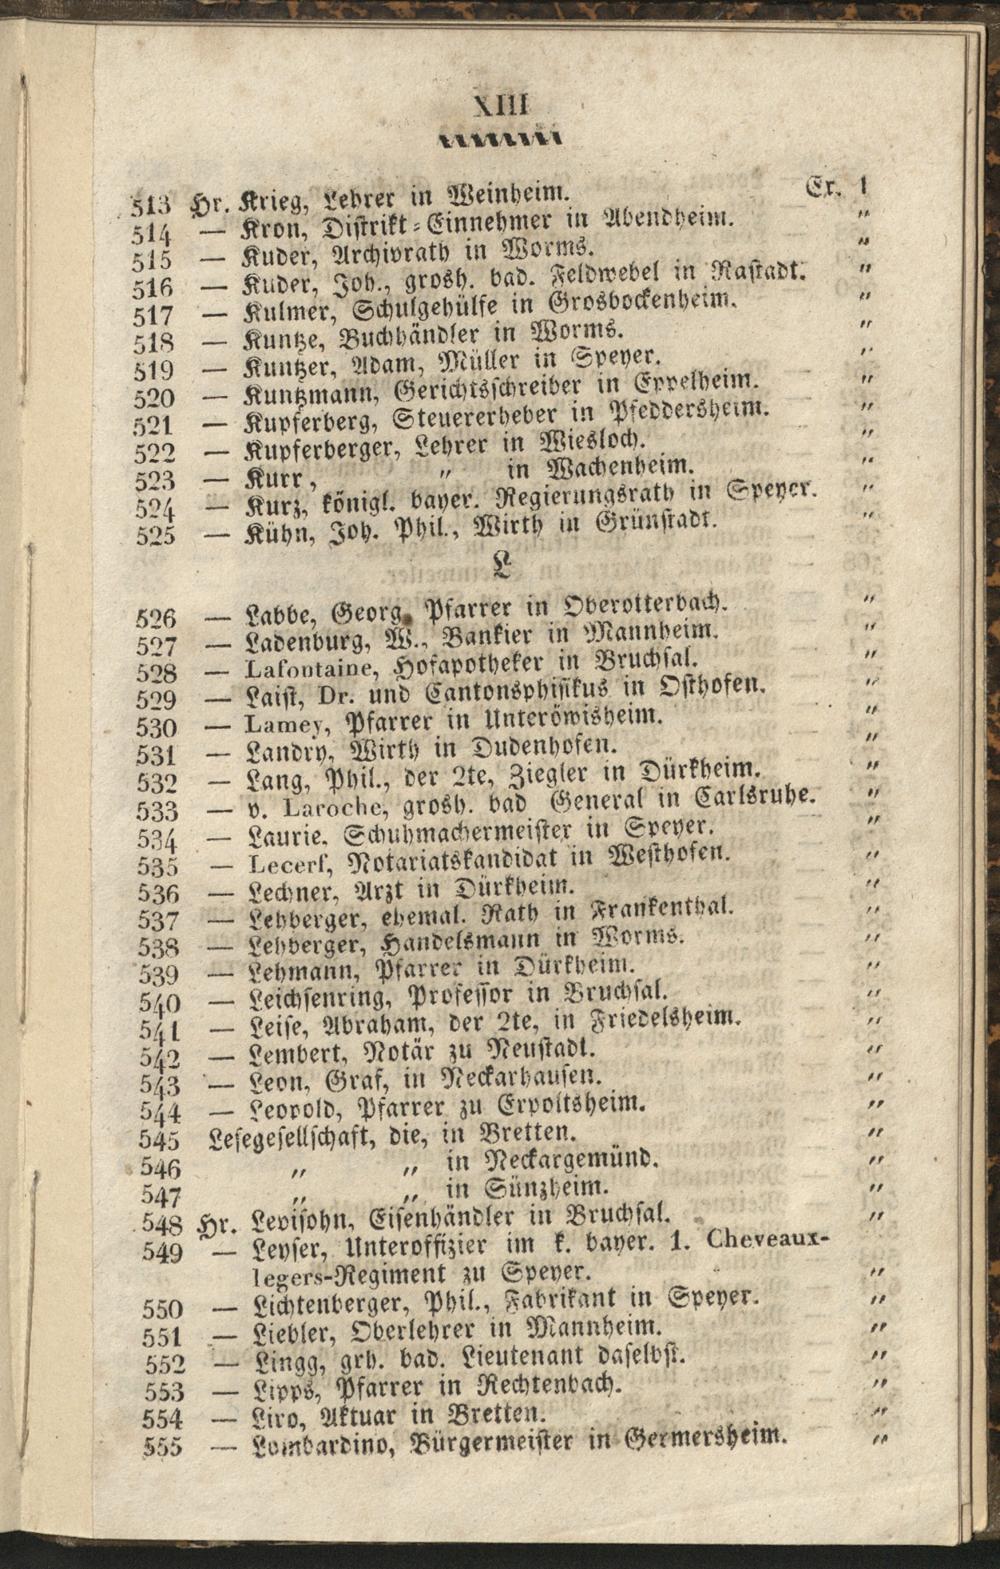 XIII
513 Hr. Krieg, Lehrer in Weinheim. Ex. 1
514 — Kron, Distrikt-Einnehmer in Abendheim. "
515 — Kuder, Archivrath in Worms. "
516 — Kuder, Joh., grosh. bad. Feldwebel in Rastadt. "
517 — Kulmer, Schulgehülfe in Grosbockenheim. "
518 — Kuntze, Buchhändler in Worms. "
519 — Kuntzer, Adam, Müller in Speyer. "
520 — Kuntzmann, Gerichtsschreiber in Eppelheim. "
521 — Kupferberg, Steuererheber in Pfeddersheim. "
522 — Kupferberger, Lehrer in Wiesloch. "
523 — Kurr, " in Wachenheim. "
524 — Kurz, königl. bayer. Regierungsrath in Speyer. "
525 — Kühn, Joh. Phil., Wirth in Grünstadt. "
L
526 — Labbe, Georg, Pfarrer in Oberotterbach. "
527 — Ladenburg, W., Bankier in Mannheim. "
528 — Lafontaine, Hofapotheker in Bruchsal. "
529 — Laist, Dr. und Cantonsphisikus in Osthofen. "
530 — Lamey, Pfarrer in Unteröwisheim. "
531 — Landry, Wirth in Dudenhofen. "
532 — Lang, Phil., der 2te, Ziegler in Dürkheim. "
533 — v. Laroche, grosh. bad General in Carlsruhe. "
534 — Laurie, Schuhmachermeister in Speyer. "
535 — Lecerf, Notariatskandidat in Westhofen. "
536 — Lechner, Arzt in Dürkheim. "
537 — Lehberger, ehemal. Rath in Frankenthal. "
538 — Lehberger, Handelsmann in Worms. "
539 — Lehmann, Pfarrer in Dürkheim. "
540 — Leichsenring, Professor in Bruchsal. "
541 — Leise, Abraham, der 2te, in Friedelsheim. "
542 — Lembert, Notär zu Neustadt. "
543 — Leon, Graf, in Neckarhausen. "
544 — Leopold, Pfarrer zu Erpoltsheim. "
545 Lesegesellschaft, die, in Bretten. "
546 " " in Neckargemünd. "
547 " " in Sünzheim. "
548 Hr. Levisohn, Eisenhändler in Bruchsal. "
549 — Leyser, Unteroffizier im k. bayer. 1. Cheveaux-
legers-Regiment zu Speyer. "
550 — Lichtenberger, Phil., Fabrikant in Speyer. "
551 — Liebler, Oberlehrer in Mannheim. "
552 — Lingg, grh. bad. Lieutenant daselbst. "
553 — Lipps, Pfarrer in Rechtenbach. "
554 — Liro, Aktuar in Bretten. "
555 — Lombardino, Bürgermeister in Germersheim. "